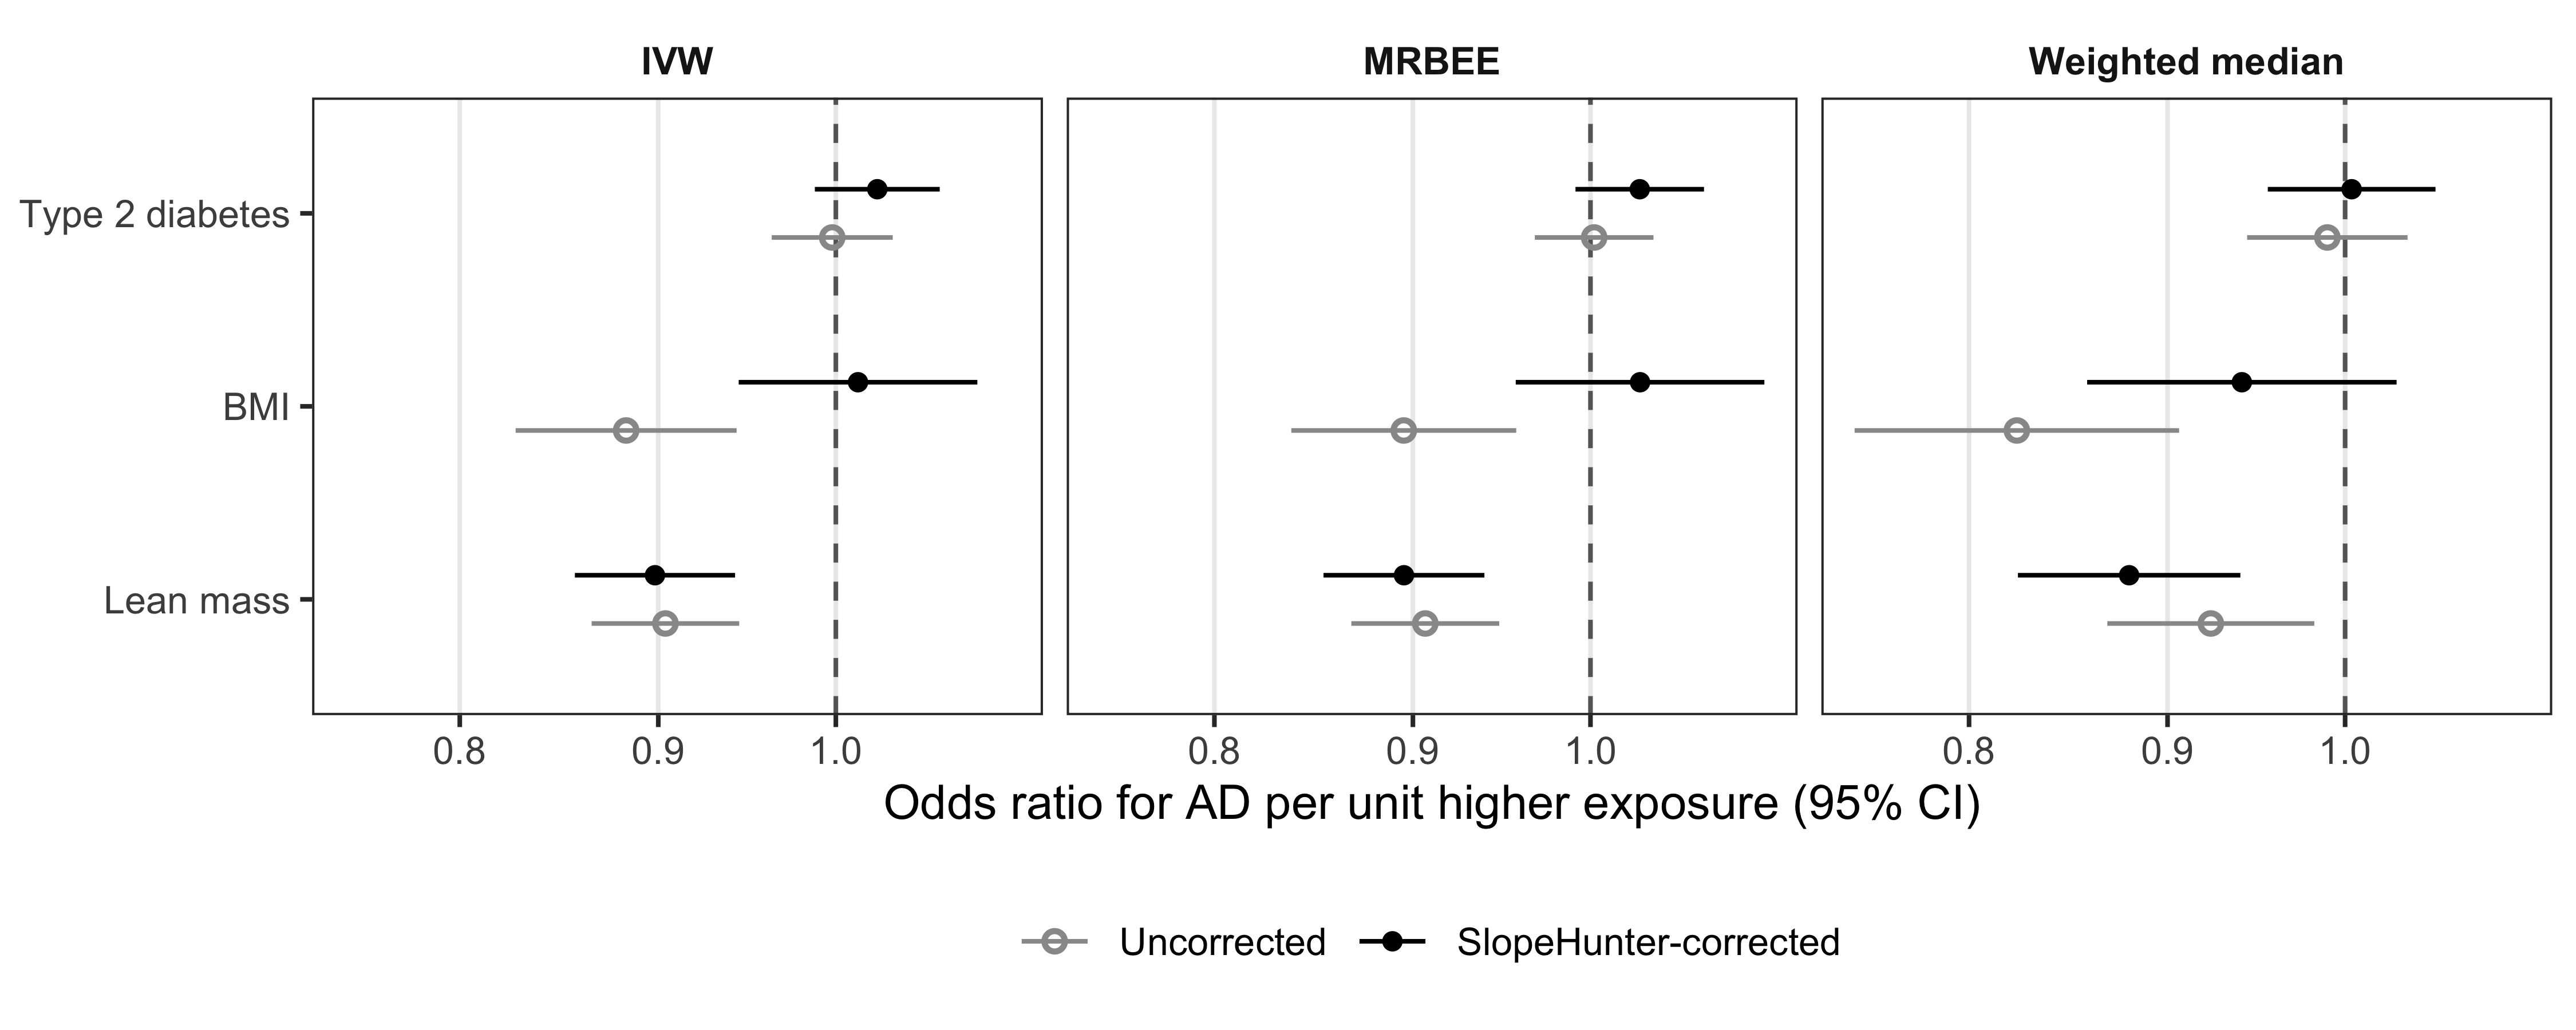 IVW MRBEE Weighted median
Type 2 diabetes
BMI
Lean mass
0.8 0.9 1.0 0.8 0.9 1.0 0.8 0.9 1.0
Odds ratio for AD per unit higher exposure (95% CI)
Uncorrected SlopeHunter-corrected